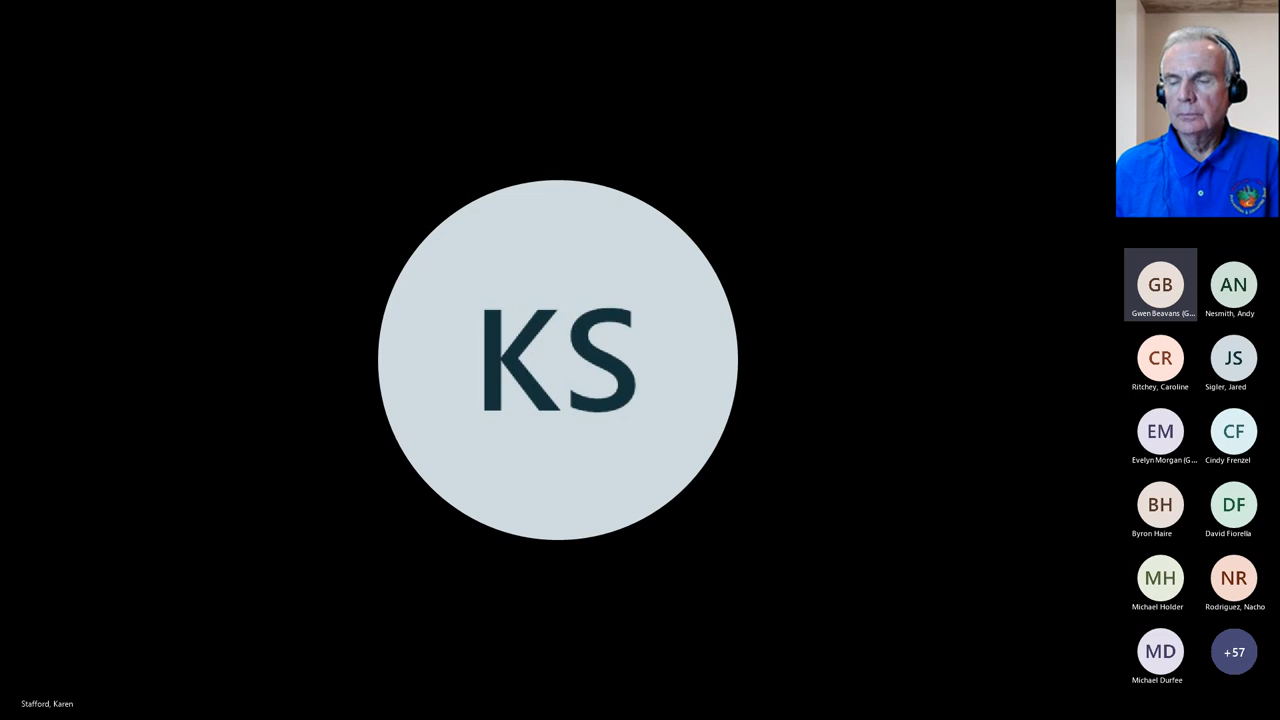 KS
Stafford, Karen
GB
AN
Gwen Beavans (G...
Nesmith, Andy
CR
JS
Ritchey, Caroline
Sigler, Jared
EM
CF
Evelyn Morgan (G...
Cindy Frenzel
BH
DF
Byron Haire
David Fiorella
MH
NR
Michael Holder
Rodriguez, Nacho
MD
+57
Michael Durfee